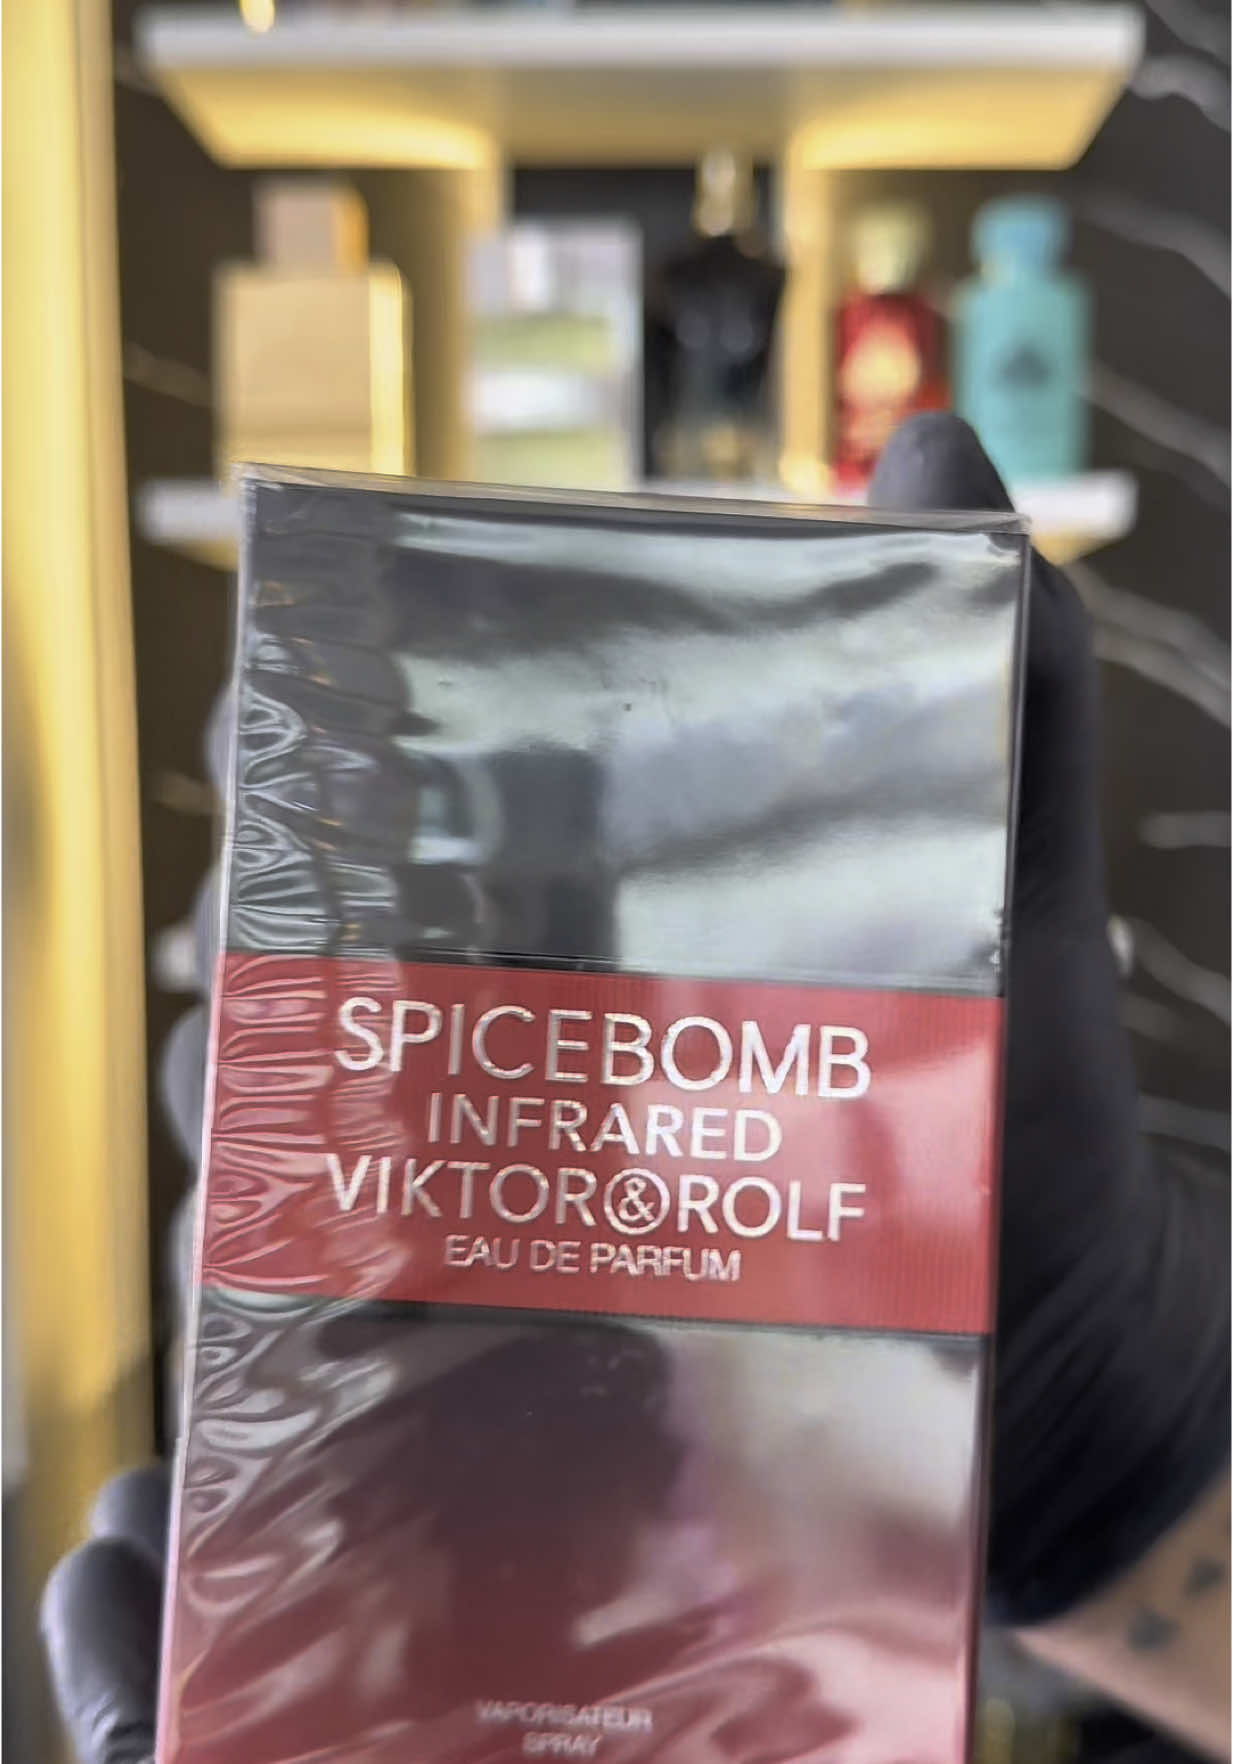 SPICEBOMB
INFRARED
VIKTOR&ROLF
EAU DE PARFUM
VAPORISATEUR
SPRAY